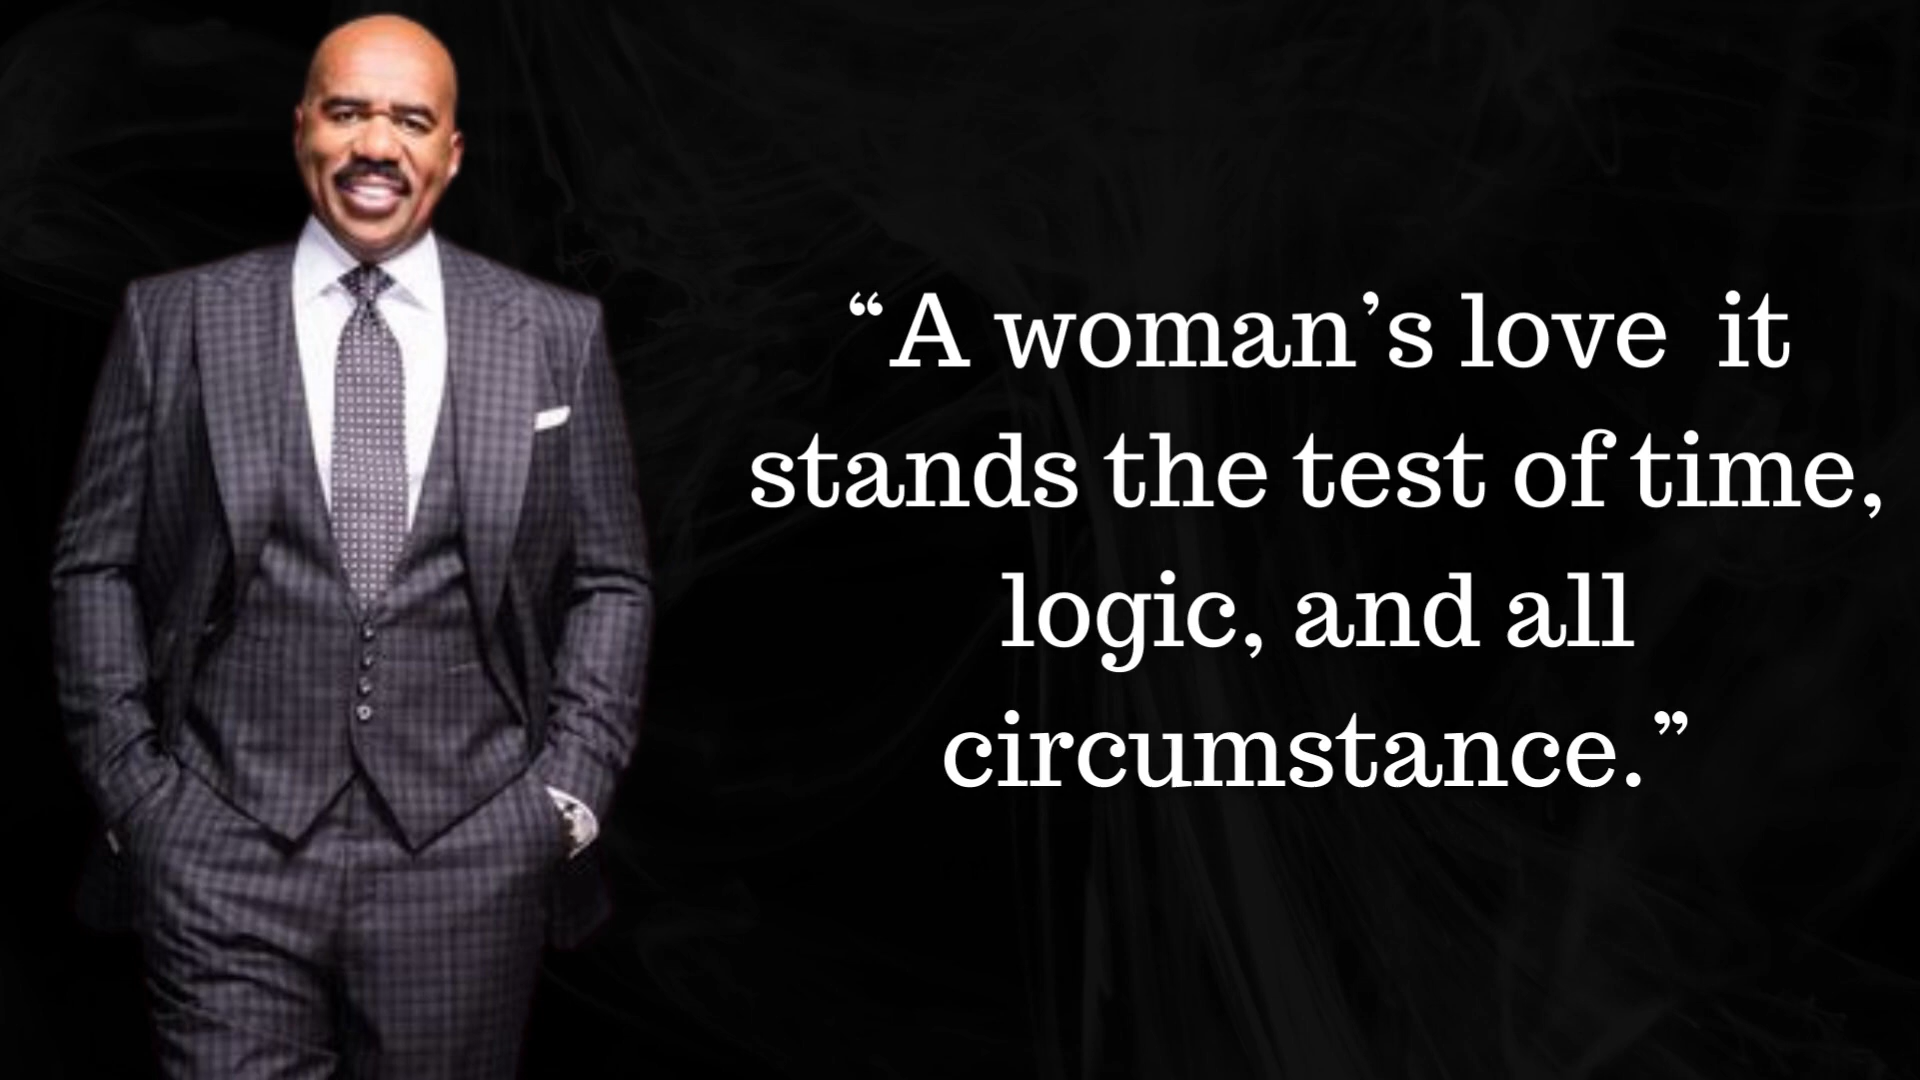 “A woman’s love  it
stands the test of time,
logic, and all
circumstance.”